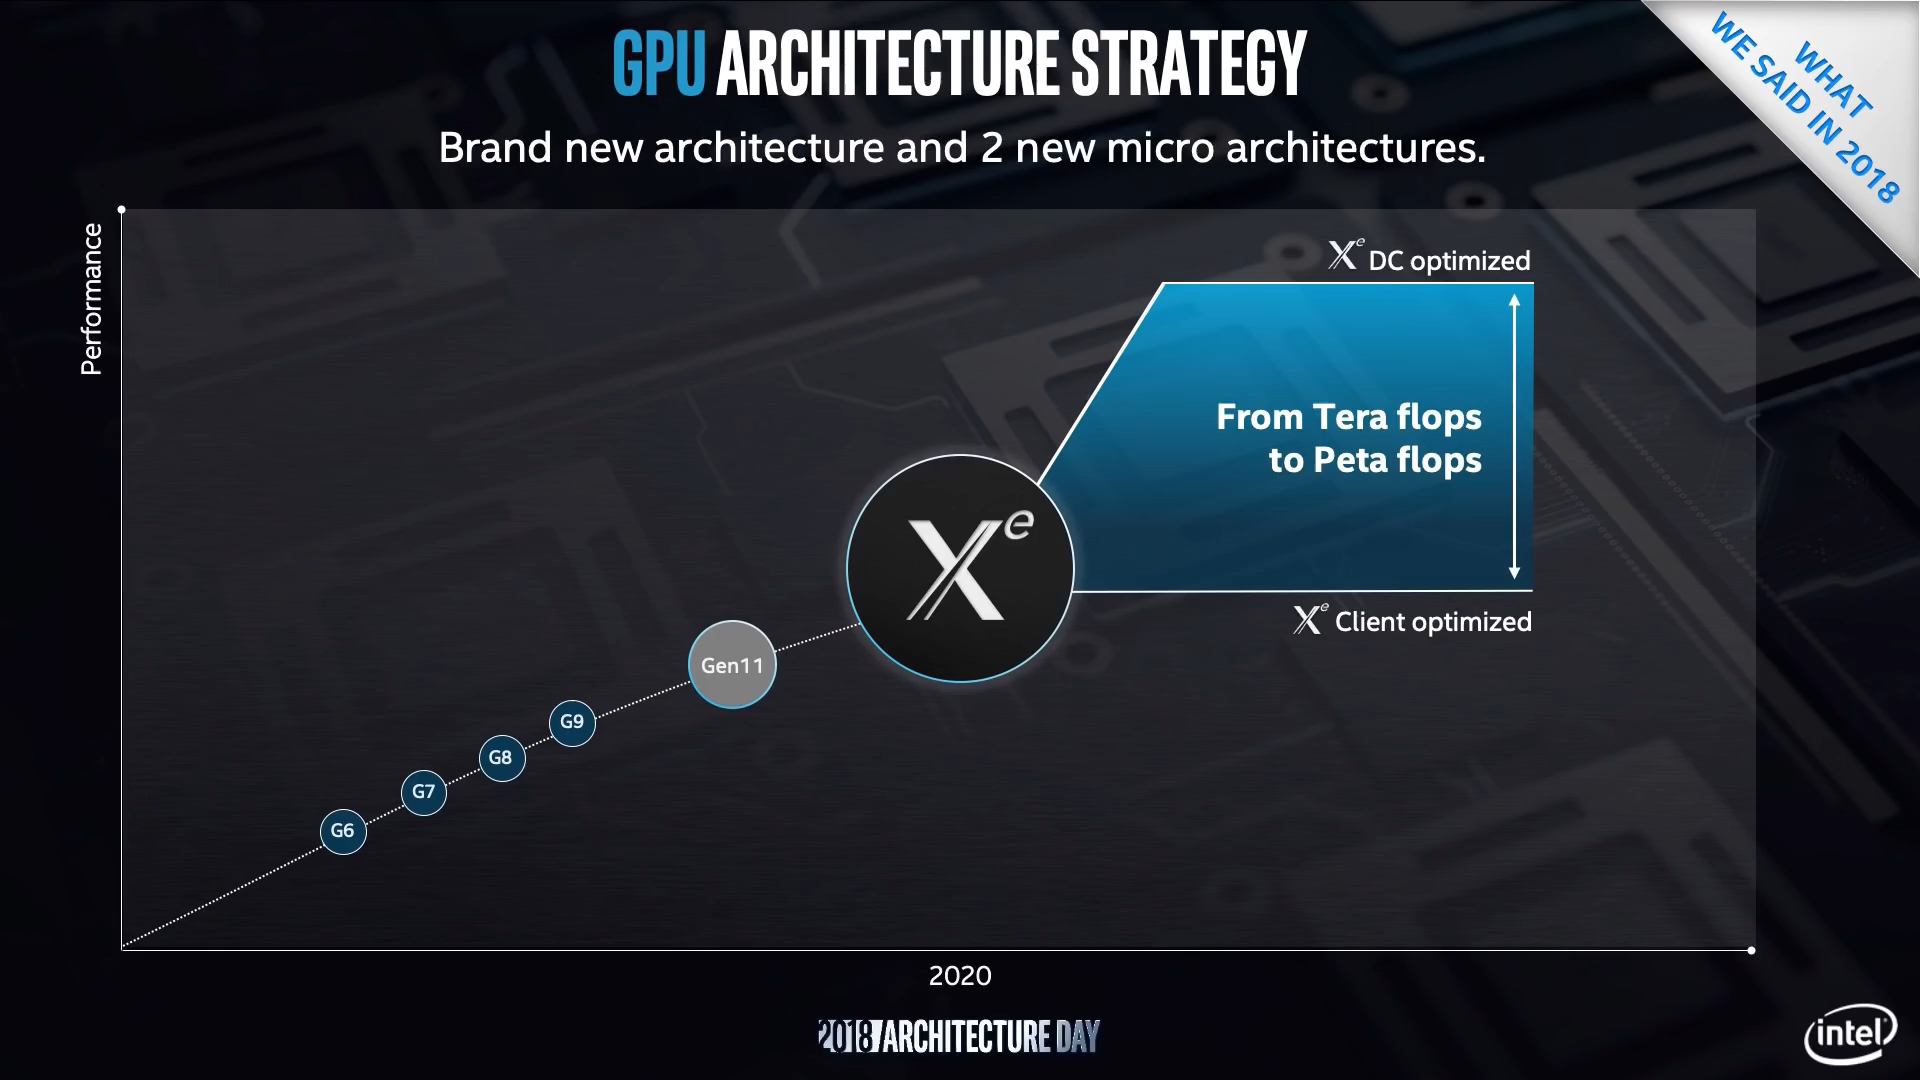 GPU ARCHITECTURE STRATEGY
Brand new architecture and 2 new micro architectures.
WHAT
WE SAID IN 2018
Performance
Xe DC optimized
From Tera flops
to Peta flops
Xe
Xe Client optimized
Gen11
G9
G8
G7
G6
2020
2018/ARCHITECTURE DAY
intel